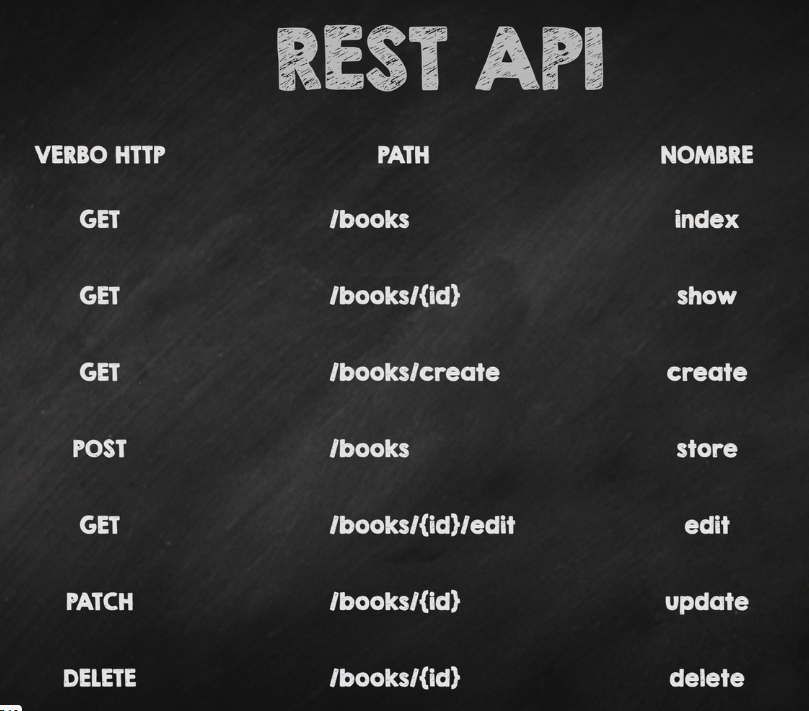 REST API
VERBO HTTP PATH NOMBRE
GET /books index
GET /books/{id} show
GET /books/create create
POST /books store
GET /books/{id}/edit edit
PATCH /books/{id} update
DELETE /books/{id} delete